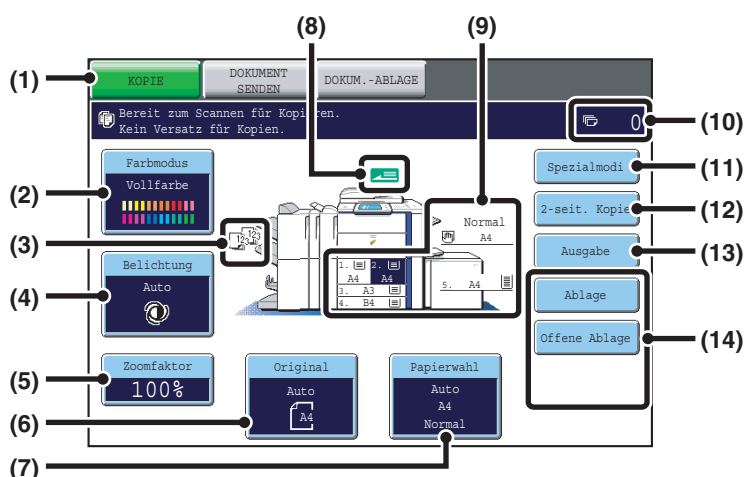 (8)
(9)
(1)
KOPIE
DOKUMENT
SENDEN
DOKUM.-ABLAGE
Bereit zum Scannen für Kopieren.
Kein Versatz für Kopien.
0
(10)
Farbmodus
Vollfarbe
(2)
Spezialmodi
(11)
2-seit. Kopie
(12)
(3)
123
123
Normal
A4
Ausgabe
(13)
Belichtung
Auto
(4)
1.
A4
2.
A4
3. A3
4. B4
5. A4
Ablage
Offene Ablage
(14)
Zoomfaktor
100%
(5)
Original
Auto
A4
(6)
Papierwahl
Auto
A4
Normal
(7)